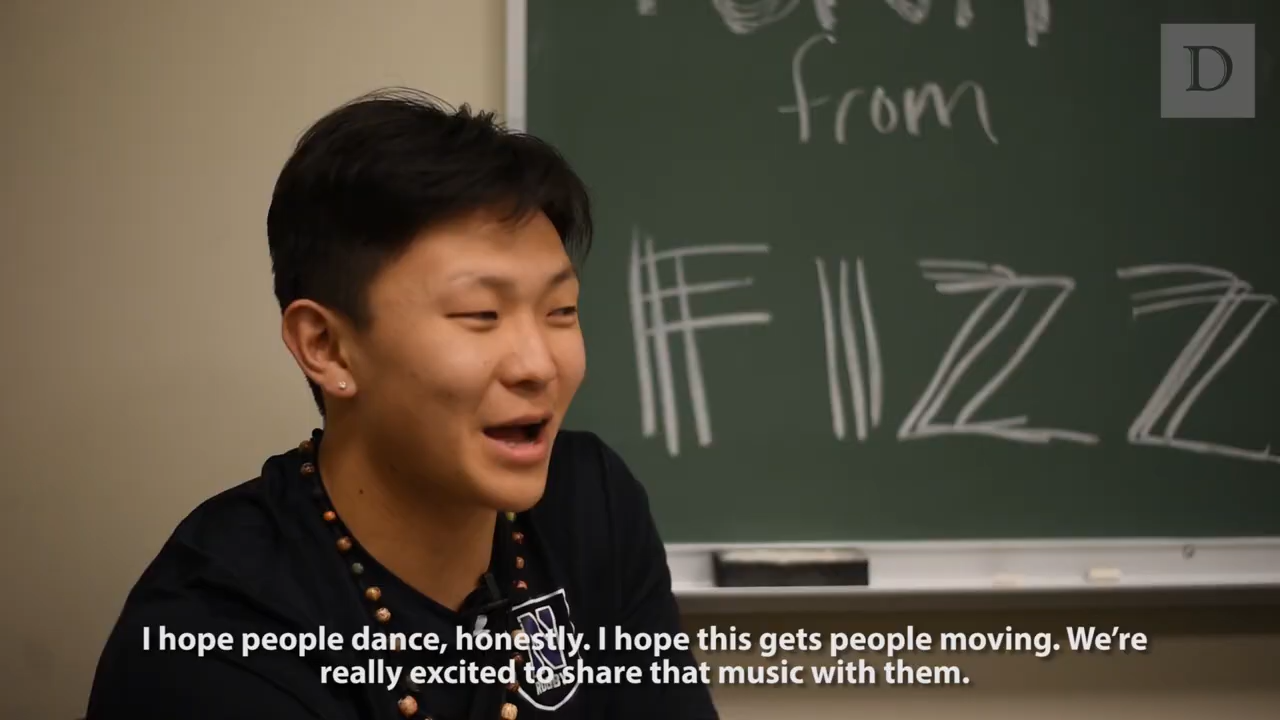 D
from
FIZZ
N
RUGBY
I hope people dance, honestly. I hope this gets people moving. We're
really excited to share that music with them.